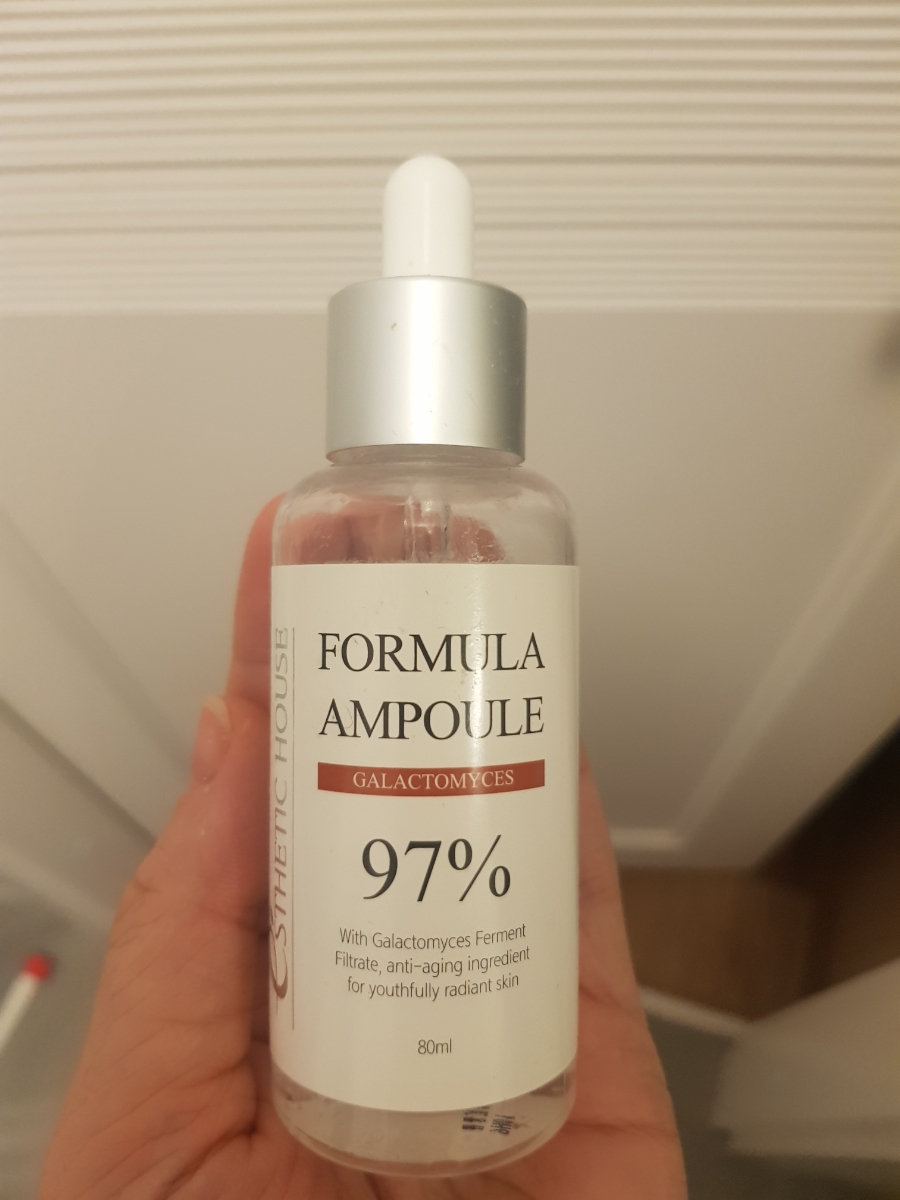 FORMULA
AMPOULE
GALACTOMYCES
97%
With Galactomyces Ferment
Filtrate, anti-aging ingredient
for youthfully radiant skin
80ml
ESTHETIC HOUSE